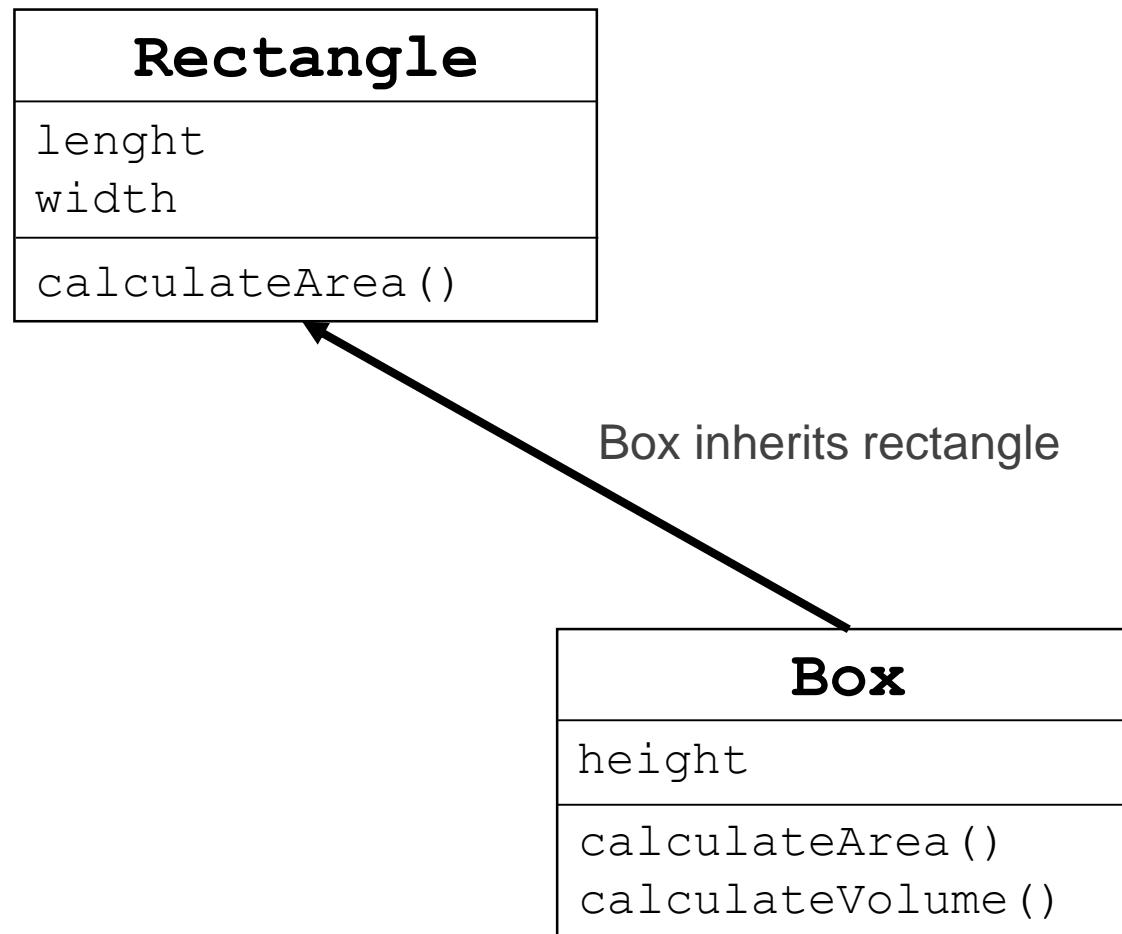 Rectangle
lenght
width
calculateArea()
Box inherits rectangle
Box
height
calculateArea()
calculateVolume()